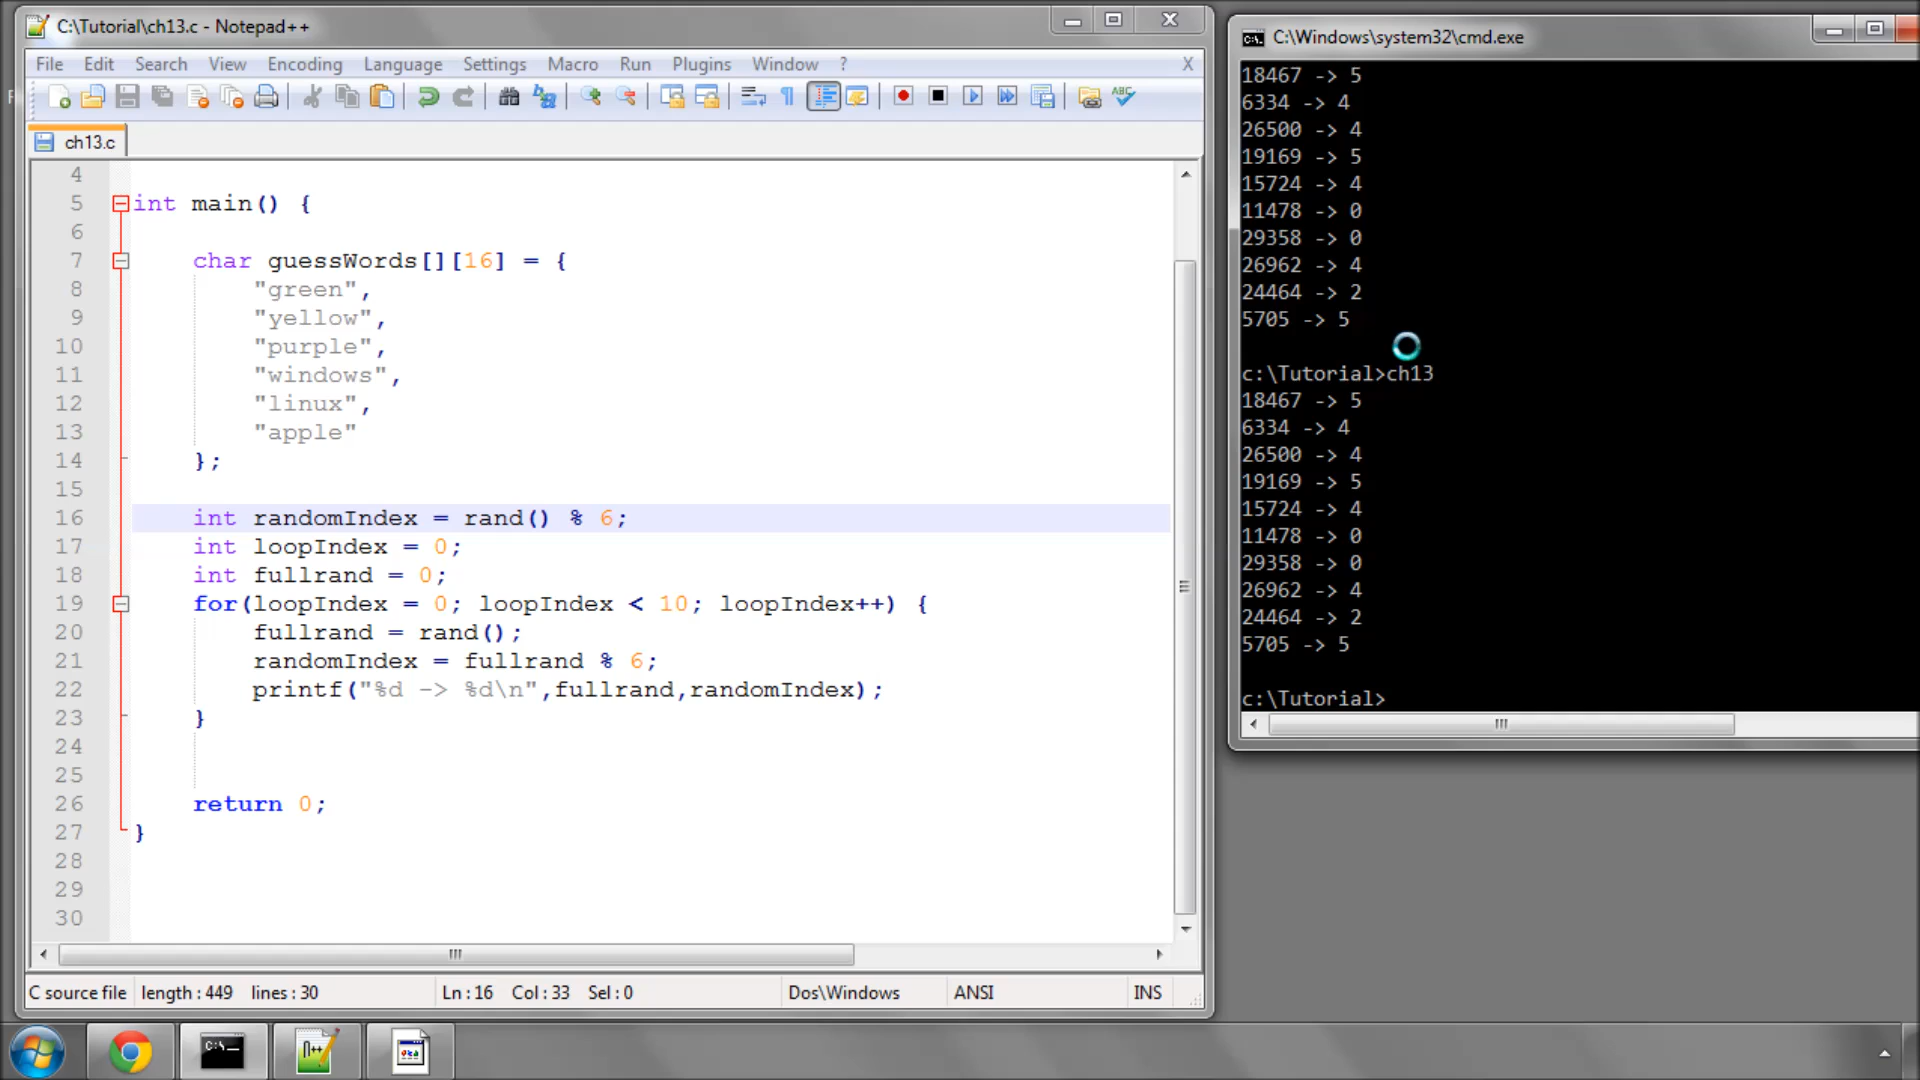 C:\Tutorial\ch13.c - Notepad++
File Edit Search View Encoding Language Settings Macro Run Plugins Window ? X
ch13.c
4
5 int main() {
6
7 char guessWords[][16] = {
8 "green",
9 "yellow",
10 "purple",
11 "windows",
12 "linux",
13 "apple"
14 };
15
16 int randomIndex = rand() % 6;
17 int loopIndex = 0;
18 int fullrand = 0;
19 for(loopIndex = 0; loopIndex < 10; loopIndex++) {
20 fullrand = rand();
21 randomIndex = fullrand % 6;
22 printf("%d -> %d\n",fullrand,randomIndex);
23 }
24
25
26 return 0;
27 }
28
29
30
C source file length : 449 lines : 30 Ln : 16 Col : 33 Sel : 0 Dos\Windows ANSI INS
C:\Windows\system32\cmd.exe
18467 -> 5
6334 -> 4
26500 -> 4
19169 -> 5
15724 -> 4
11478 -> 0
29358 -> 0
26962 -> 4
24464 -> 2
5705 -> 5
c:\Tutorial>ch13
18467 -> 5
6334 -> 4
26500 -> 4
19169 -> 5
15724 -> 4
11478 -> 0
29358 -> 0
26962 -> 4
24464 -> 2
5705 -> 5
c:\Tutorial>